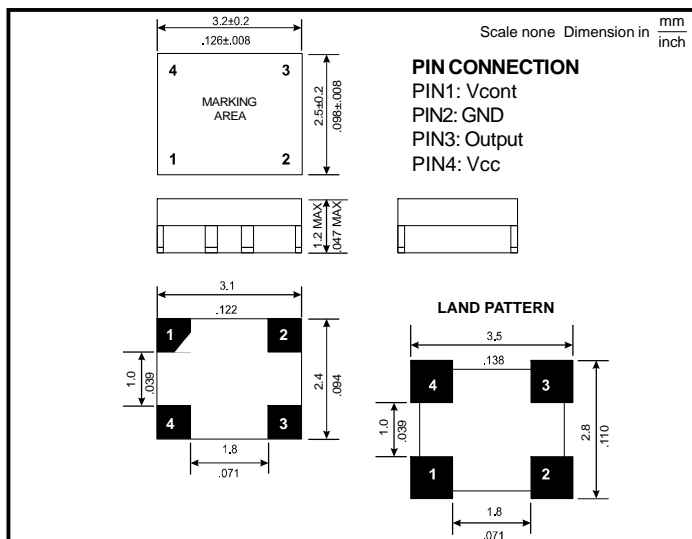 3.2±0.2
.126±.008
Scale none Dimension in mm
inch
4 3
MARKING
AREA
1 2
2.5±0.2
.098±.008
PIN CONNECTION
PIN1: Vcont
PIN2: GND
PIN3: Output
PIN4: Vcc
1.2 MAX
.047 MAX
3.1
.122
1 2
4 3
1.0
.039
2.4
.094
1.8
.071
LAND PATTERN
3.5
.138
4 3
1 2
1.0
.039
2.8
.110
1.8
.071